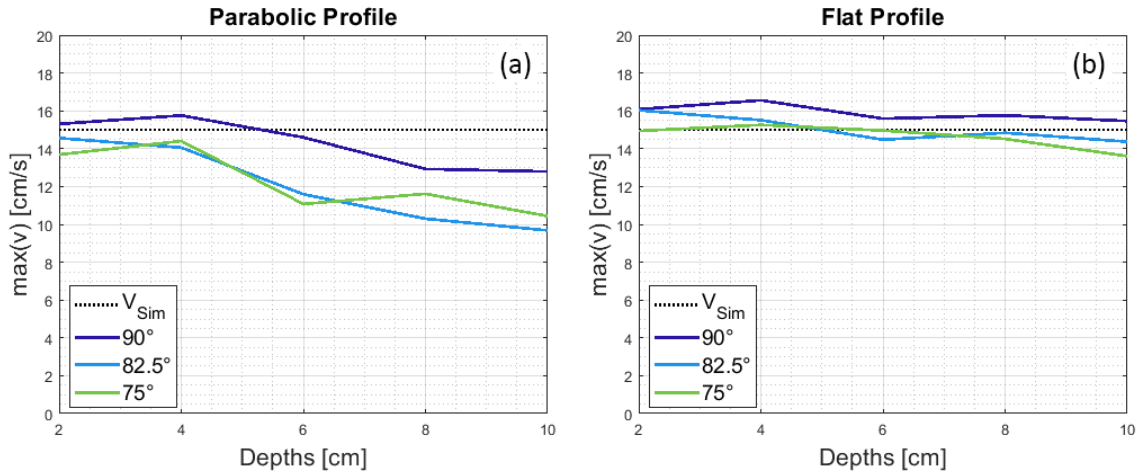 Parabolic Profile
(a)
max(v) [cm/s]
20
18
16
14
12
10
8
6
4
2
0
V_Sim
90°
82.5°
75°
2 4 6 8 10
Depths [cm]
Flat Profile
(b)
max(v) [cm/s]
20
18
16
14
12
10
8
6
4
2
0
V_Sim
90°
82.5°
75°
2 4 6 8 10
Depths [cm]